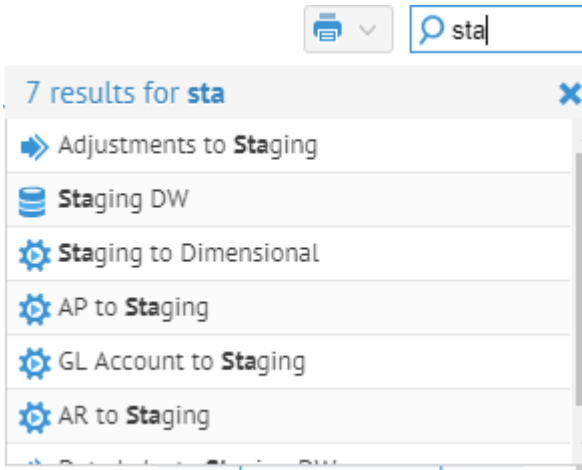 sta
7 results for sta
Adjustments to Staging
Staging DW
Staging to Dimensional
AP to Staging
GL Account to Staging
AR to Staging